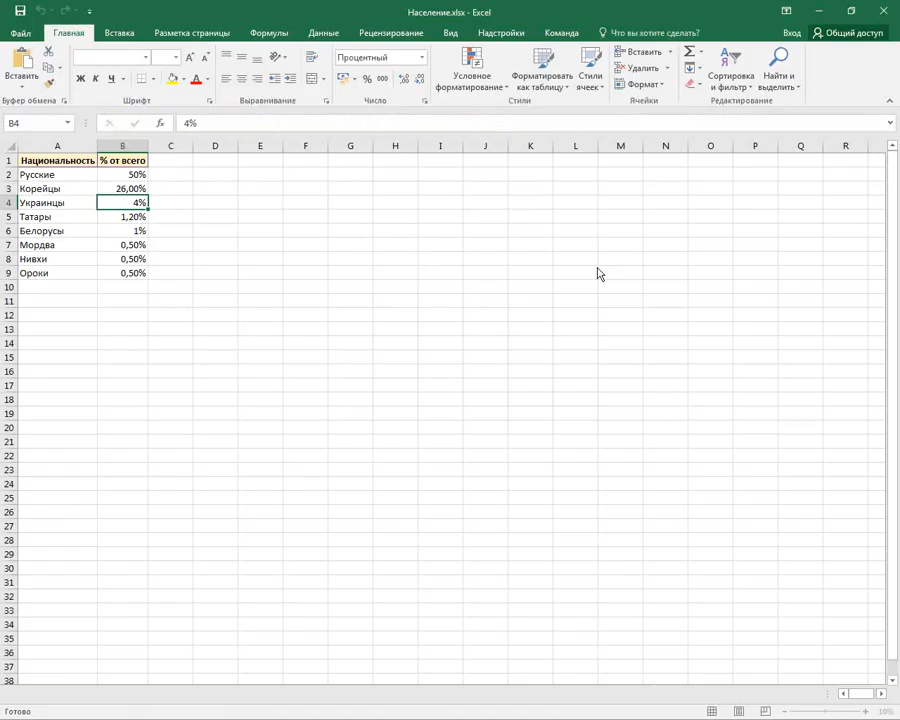 Население.xlsx - Excel
Файл Главная Вставка Разметка страницы Формулы Данные Рецензирование Вид Надстройки Команда Что вы хотите сделать? Вход Общий доступ
Вставить
Буфер обмена
Ж К Ч
Шрифт
Выравнивание
Процентный
% 000
Число
Условное форматирование
Форматировать как таблицу
Стили ячеек
Стили
Вставить
Удалить
Формат
Ячейки
Сортировка и фильтр
Найти и выделить
Редактирование
B4 fx 4%
A B C D E F G H I J K L M N O P Q R
1 Национальность % от всего
2 Русские 50%
3 Корейцы 26,00%
4 Украинцы 4%
5 Татары 1,20%
6 Белорусы 1%
7 Мордва 0,50%
8 Нивхи 0,50%
9 Ороки 0,50%
10
11
12
13
14
15
16
17
18
19
20
21
22
23
24
25
26
27
28
29
30
31
32
33
34
35
36
37
38
Готово 10%